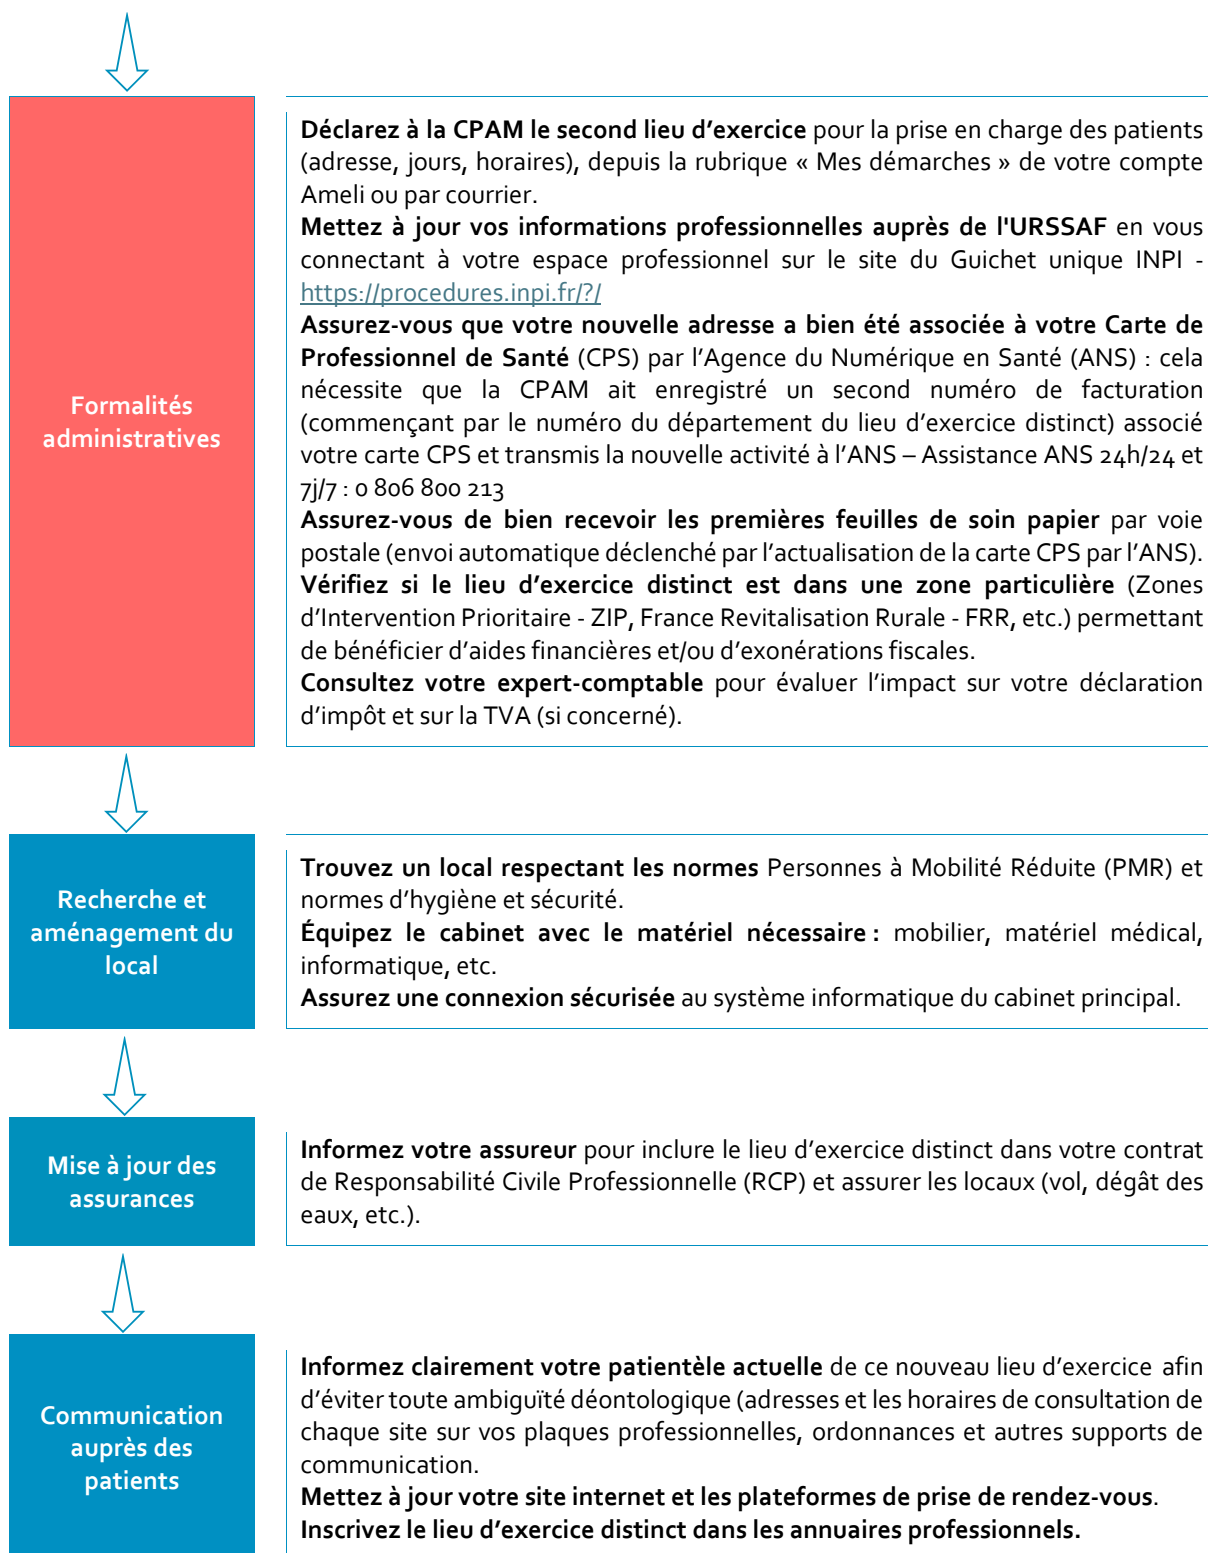 Formalités
administratives
Déclarez à la CPAM le second lieu d’exercice pour la prise en charge des patients
(adresse, jours, horaires), depuis la rubrique « Mes démarches » de votre compte
Ameli ou par courrier.
Mettez à jour vos informations professionnelles auprès de l'URSSAF en vous
connectant à votre espace professionnel sur le site du Guichet unique INPI -
https://procedures.inpi.fr/?/
Assurez-vous que votre nouvelle adresse a bien été associée à votre Carte de
Professionnel de Santé (CPS) par l’Agence du Numérique en Santé (ANS) : cela
nécessite que la CPAM ait enregistré un second numéro de facturation
(commençant par le numéro du département du lieu d’exercice distinct) associé
votre carte CPS et transmis la nouvelle activité à l’ANS – Assistance ANS 24h/24 et
7j/7 : 0 806 800 213
Assurez-vous de bien recevoir les premières feuilles de soin papier par voie
postale (envoi automatique déclenché par l’actualisation de la carte CPS par l’ANS).
Vérifiez si le lieu d’exercice distinct est dans une zone particulière (Zones
d’Intervention Prioritaire - ZIP, France Revitalisation Rurale - FRR, etc.) permettant
de bénéficier d’aides financières et/ou d’exonérations fiscales.
Consultez votre expert-comptable pour évaluer l’impact sur votre déclaration
d’impôt et sur la TVA (si concerné).
Recherche et
aménagement du
local
Trouvez un local respectant les normes Personnes à Mobilité Réduite (PMR) et
normes d’hygiène et sécurité.
Équipez le cabinet avec le matériel nécessaire : mobilier, matériel médical,
informatique, etc.
Assurez une connexion sécurisée au système informatique du cabinet principal.
Mise à jour des
assurances
Informez votre assureur pour inclure le lieu d’exercice distinct dans votre contrat
de Responsabilité Civile Professionnelle (RCP) et assurer les locaux (vol, dégât des
eaux, etc.).
Communication
auprès des
patients
Informez clairement votre patientèle actuelle de ce nouveau lieu d’exercice afin
d’éviter toute ambiguïté déontologique (adresses et les horaires de consultation de
chaque site sur vos plaques professionnelles, ordonnances et autres supports de
communication.
Mettez à jour votre site internet et les plateformes de prise de rendez-vous.
Inscrivez le lieu d’exercice distinct dans les annuaires professionnels.